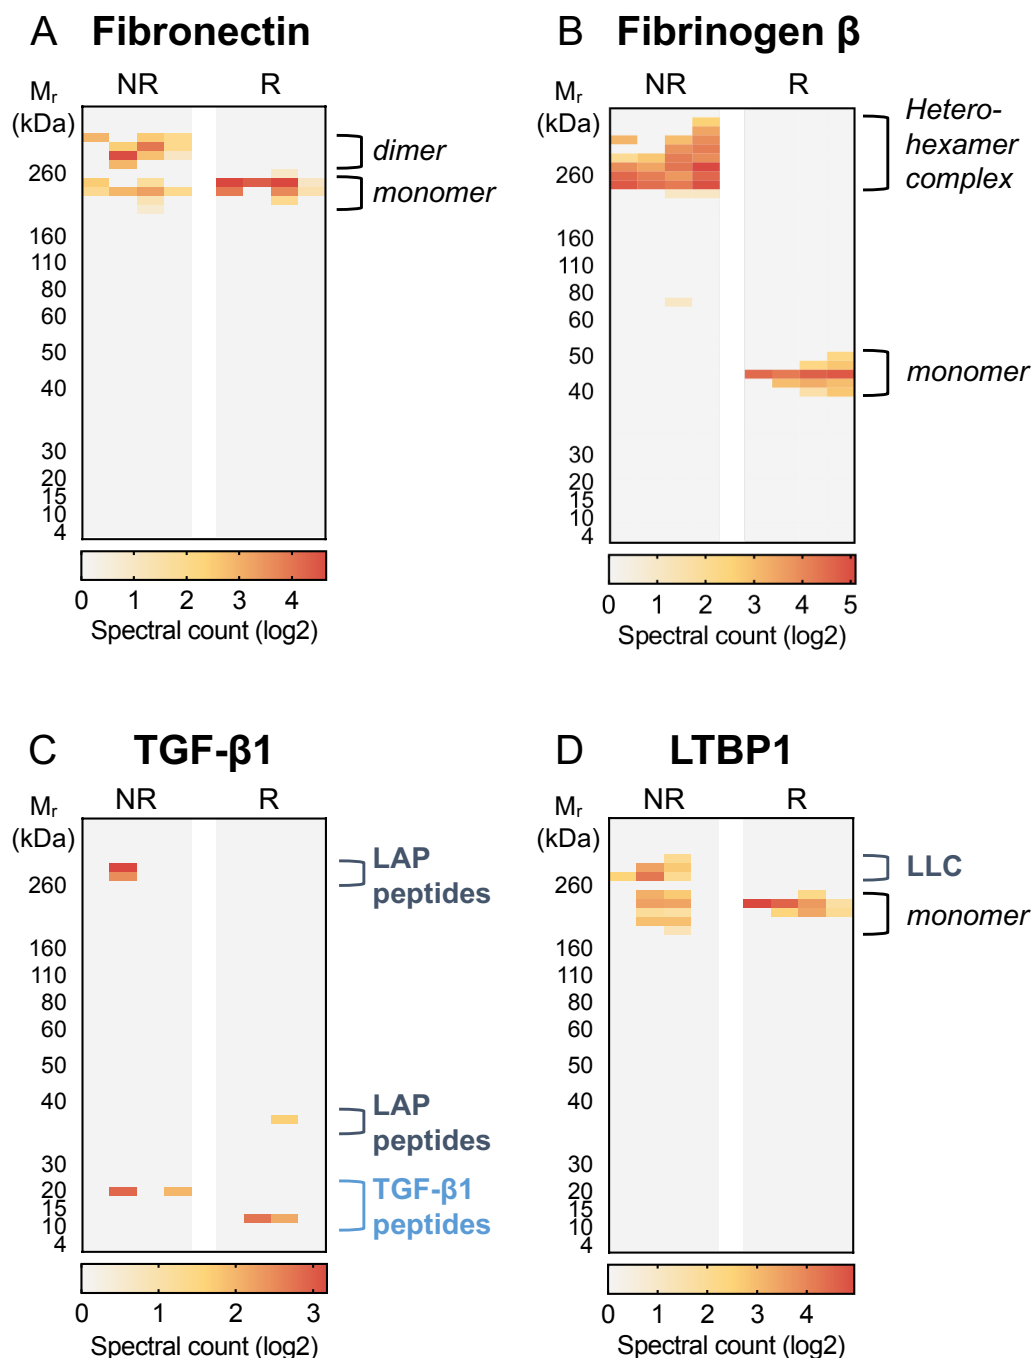 A Fibronectin
NR R
Mr
(kDa)
260
160
110
80
60
50
40
30
20
15
10
4
dimer
monomer
0 1 2 3 4
Spectral count (log2)
B Fibrinogen β
NR R
Mr
(kDa)
260
160
110
80
60
50
40
30
20
15
10
4
Hetero-
hexamer
complex
monomer
0 1 2 3 4 5
Spectral count (log2)
C TGF-β1
NR R
Mr
(kDa)
260
160
110
80
60
50
40
30
20
15
10
4
LAP
peptides
LAP
peptides
TGF-β1
peptides
0 1 2 3
Spectral count (log2)
D LTBP1
NR R
Mr
(kDa)
260
160
110
80
60
50
40
30
20
15
10
4
LLC
monomer
0 1 2 3 4
Spectral count (log2)